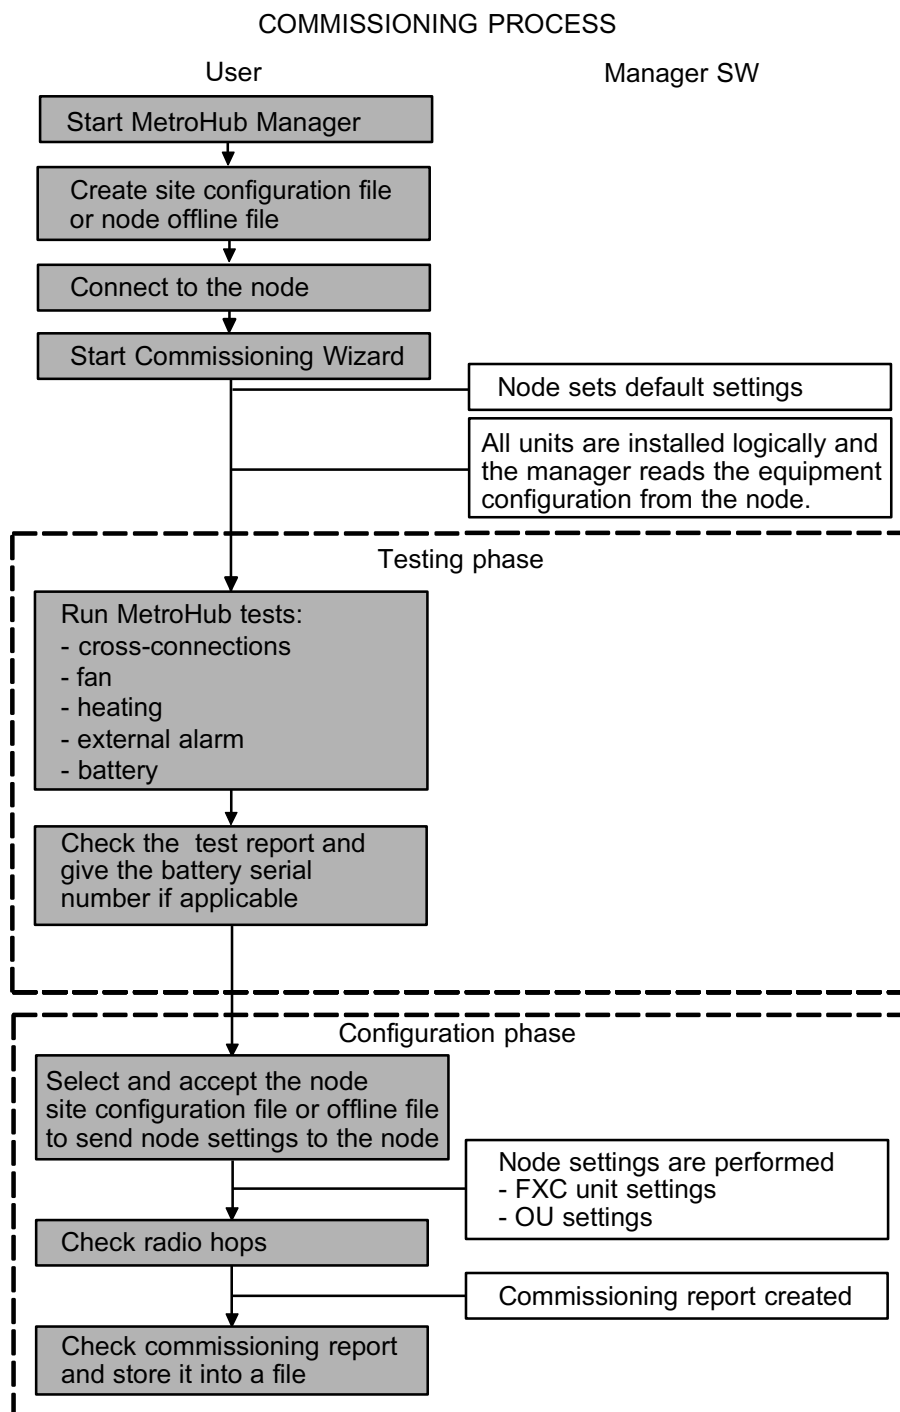 COMMISSIONING PROCESS
User
Manager SW
Start MetroHub Manager
Create site configuration file
or node offline file
Connect to the node
Start Commissioning Wizard
Node sets default settings
All units are installed logically and
the manager reads the equipment
configuration from the node.
Testing phase
Run MetroHub tests:
- cross-connections
- fan
- heating
- external alarm
- battery
Check the test report and
give the battery serial
number if applicable
Configuration phase
Select and accept the node
site configuration file or offline file
to send node settings to the node
Node settings are performed
- FXC unit settings
- OU settings
Check radio hops
Commissioning report created
Check commissioning report
and store it into a file